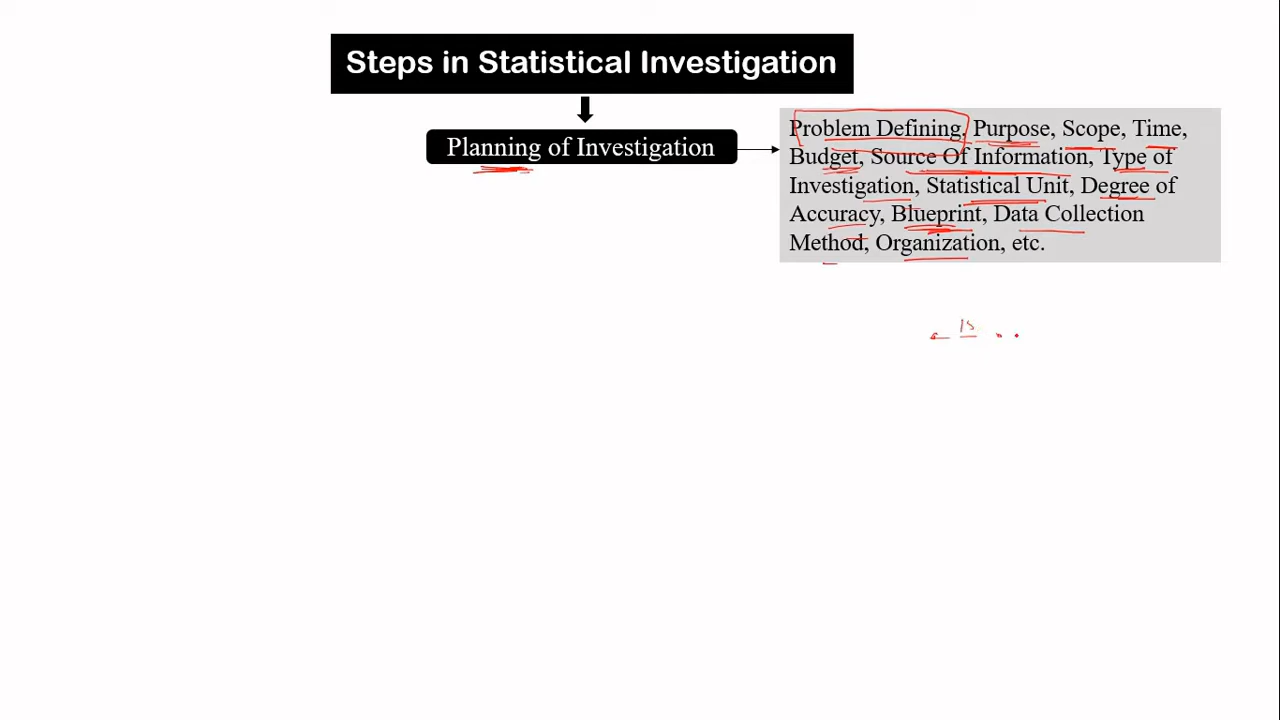 Steps in Statistical Investigation
Planning of Investigation
Problem Defining, Purpose, Scope, Time,
Budget, Source Of Information, Type of
Investigation, Statistical Unit, Degree of
Accuracy, Blueprint, Data Collection
Method, Organization, etc.